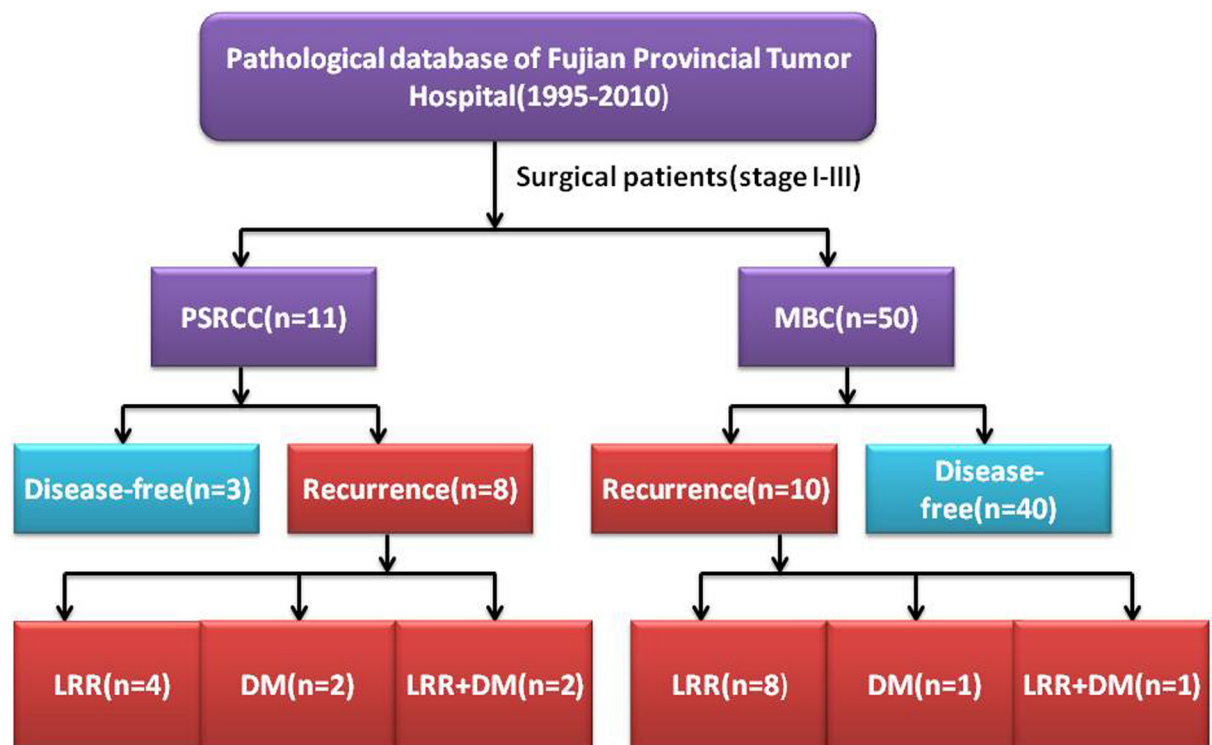 Pathological database of Fujian Provincial Tumor
Hospital(1995-2010)
Surgical patients(stage I-III)
PSRCC(n=11)
MBC(n=50)
Disease-free(n=3)
Recurrence(n=8)
Recurrence(n=10)
Disease-
free(n=40)
LRR(n=4)
DM(n=2)
LRR+DM(n=2)
LRR(n=8)
DM(n=1)
LRR+DM(n=1)